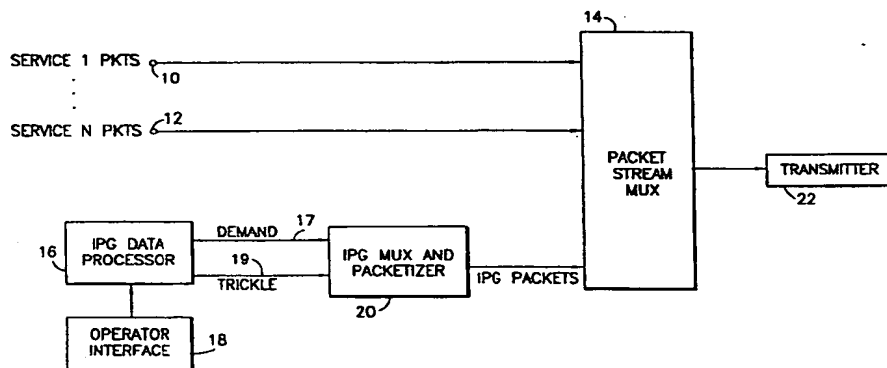 14
SERVICE 1 PKTS
10
SERVICE N PKTS
12
PACKET
STREAM
MUX
TRANSMITTER
22
16
IPG DATA
PROCESSOR
DEMAND
17
19
TRICKLE
IPG MUX AND
PACKETIZER
20
IPG PACKETS
OPERATOR
INTERFACE
18